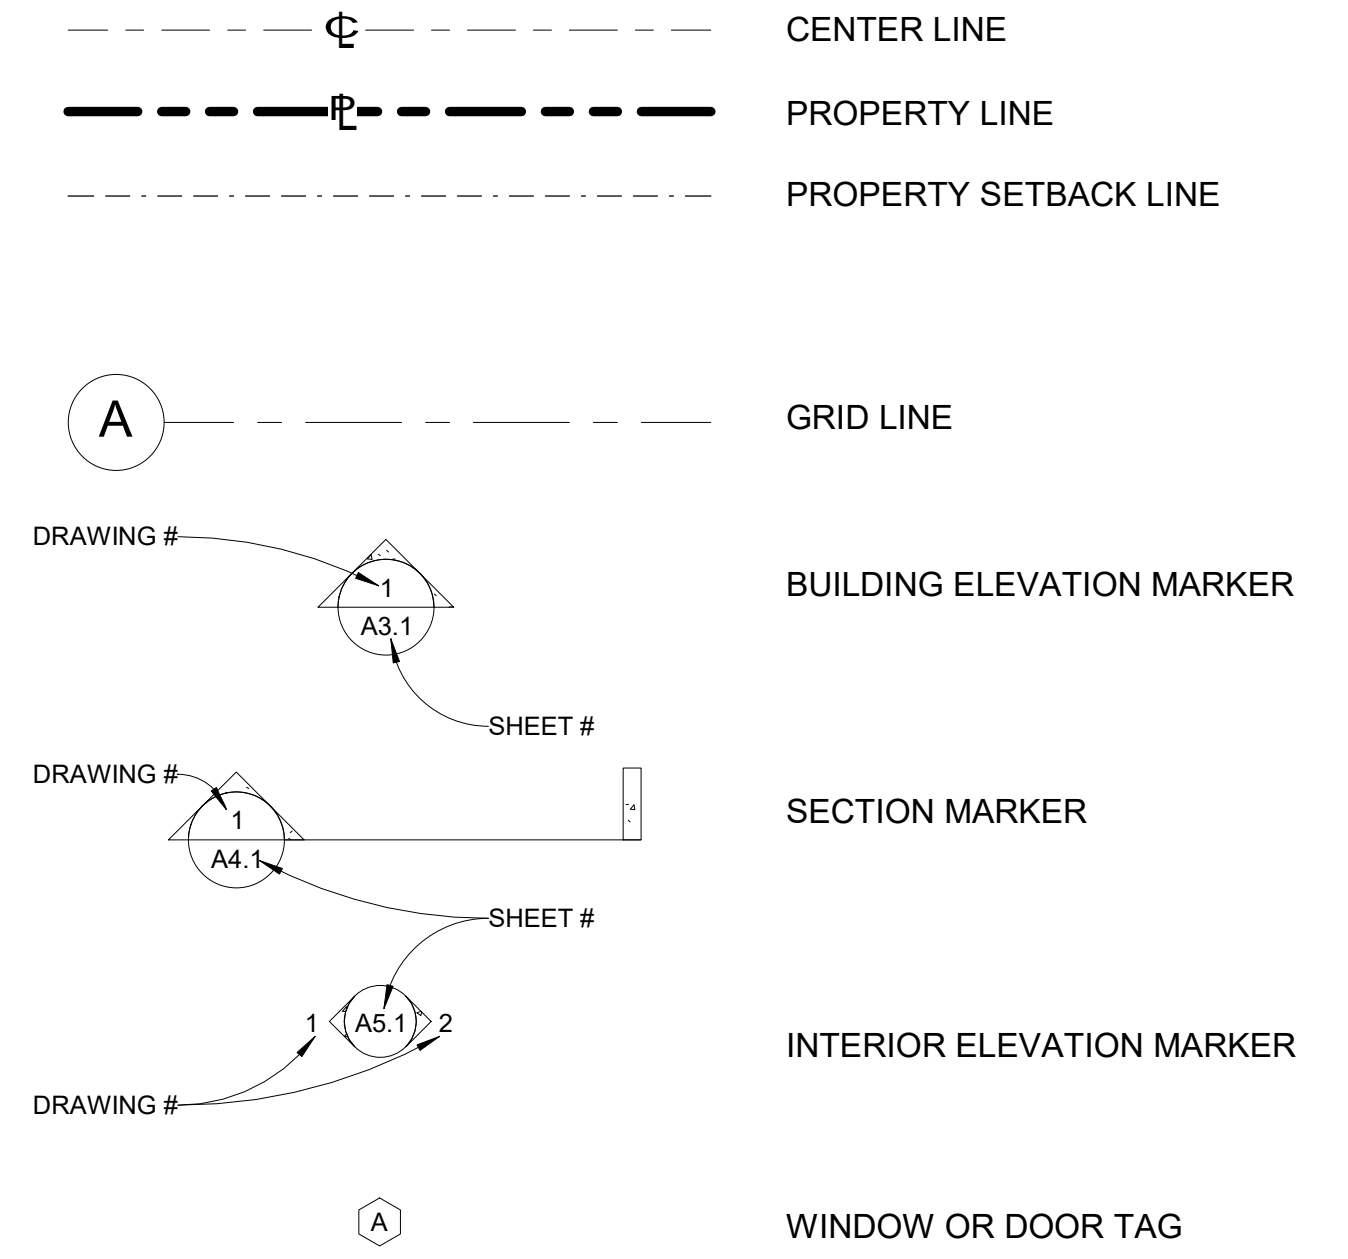 ℄ CENTER LINE
PL PROPERTY LINE
PROPERTY SETBACK LINE
A GRID LINE
DRAWING #
1
A3.1
BUILDING ELEVATION MARKER
SHEET #
DRAWING #
1
A4.1
SECTION MARKER
SHEET #
1 A5.1 2
INTERIOR ELEVATION MARKER
DRAWING #
A WINDOW OR DOOR TAG